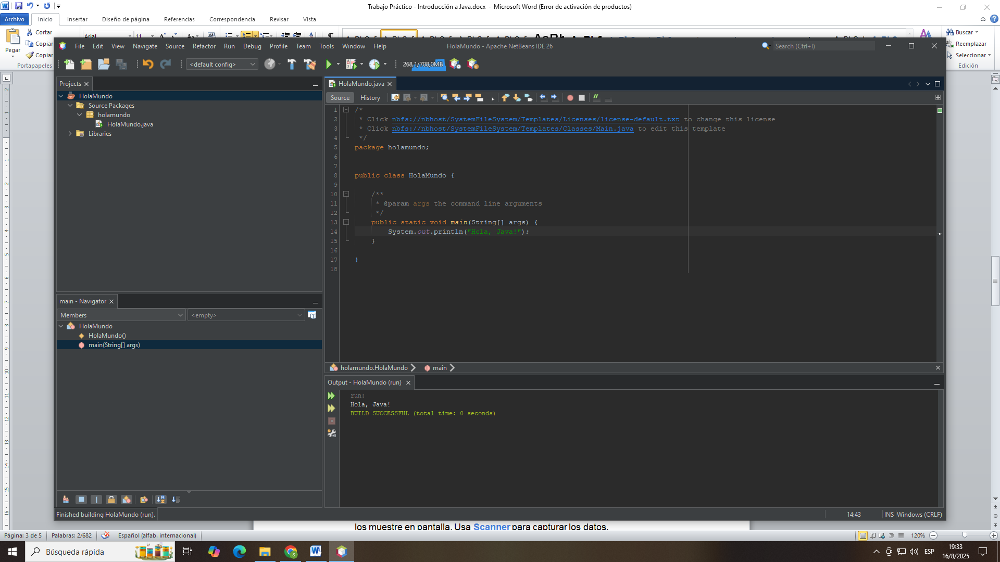 Trabajo Práctico - Introducción a Java.docx - Microsoft Word (Error de activación de productos)
Archivo Inicio Insertar Diseño de página Referencias Correspondencia Revisar Vista
Cortar
Copiar
Copiar
Pegar
Portapapeles
Arial 11
Buscar
Reemplazar
Seleccionar
Edición
File Edit View Navigate Source Refactor Run Debug Profile Team Tools Window Help
HolaMundo - Apache NetBeans IDE 26
Search (Ctrl+I)
<default config>
268,1/708,0MB
Projects
HolaMundo
Source Packages
holamundo
HolaMundo.java
Libraries
main - Navigator
Members
<empty>
HolaMundo
HolaMundo()
main(String[] args)
HolaMundo.java
Source History
1 /*
2 * Click nbfs://nbhost/SystemFileSystem/Templates/Licenses/license-default.txt to change this license
3 * Click nbfs://nbhost/SystemFileSystem/Templates/Classes/Main.java to edit this template
4 */
5 package holamundo;
6
7
8 public class HolaMundo {
9
10 /**
11 * @param args the command line arguments
12 */
13 public static void main(String[] args) {
14 System.out.println("Hola, Java!");
15 }
16
17 }
18
holamundo.HolaMundo main
Output - HolaMundo (run)
run:
Hola, Java!
BUILD SUCCESSFUL (total time: 0 seconds)
Finished building HolaMundo (run).
14:43 INS Windows (CRLF)
los muestre en pantalla. Usa Scanner para capturar los datos.
Página: 3 de 5 Palabras: 2/682 Español (alfab. internacional) 120%
Búsqueda rápida
ESP
19:33
16/8/2025